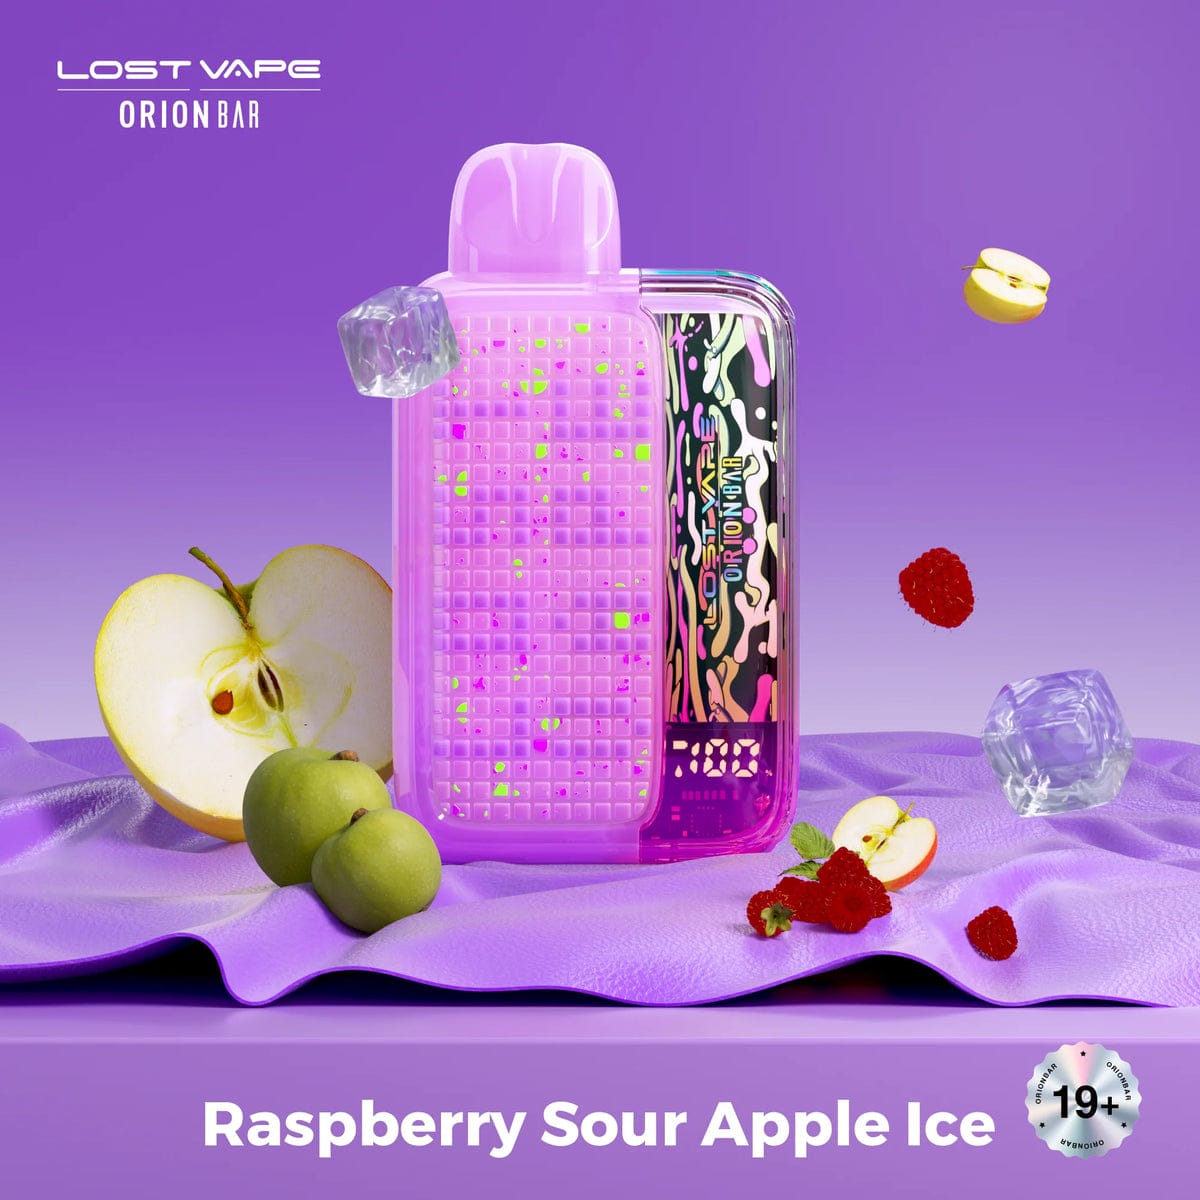 LOST VAPE
ORION BAR
LOST VAPE
ORION BAR
100
Raspberry Sour Apple Ice
ORIONBAR
ORIONBAR
19+
ORIONBAR